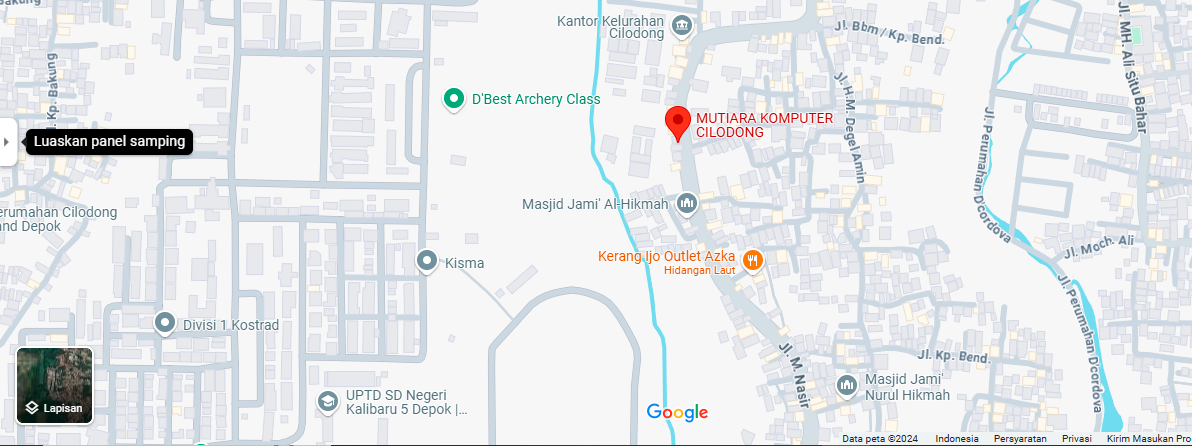 Bakung
Kantor Kelurahan
Cilodong
Jl. Bbm / Kp. Bend.
Jl. MH. Ali Situ Bahar
Jl. Kp. Bakung
D'Best Archery Class
Jl. H.M. Degel Amin
MUTIARA KOMPUTER
CILODONG
Luaskan panel samping
Jl. Perumahan D'cordova
Masjid Jami' Al-Hikmah
erumahan Cilodong
and Depok
Jl. Moch. Ali
Kerang Ijo Outlet Azka
Hidangan Laut
Kisma
Jl. Perumahan D'cordova
Divisi 1 Kostrad
Jl. M. Nasir
Jl. Kp. Bend.
Masjid Jami'
Nurul Hikmah
UPTD SD Negeri
Kalibaru 5 Depok |...
Lapisan
Google
Data peta ©2024 Indonesia Persyaratan Privasi Kirim Masukan Pro